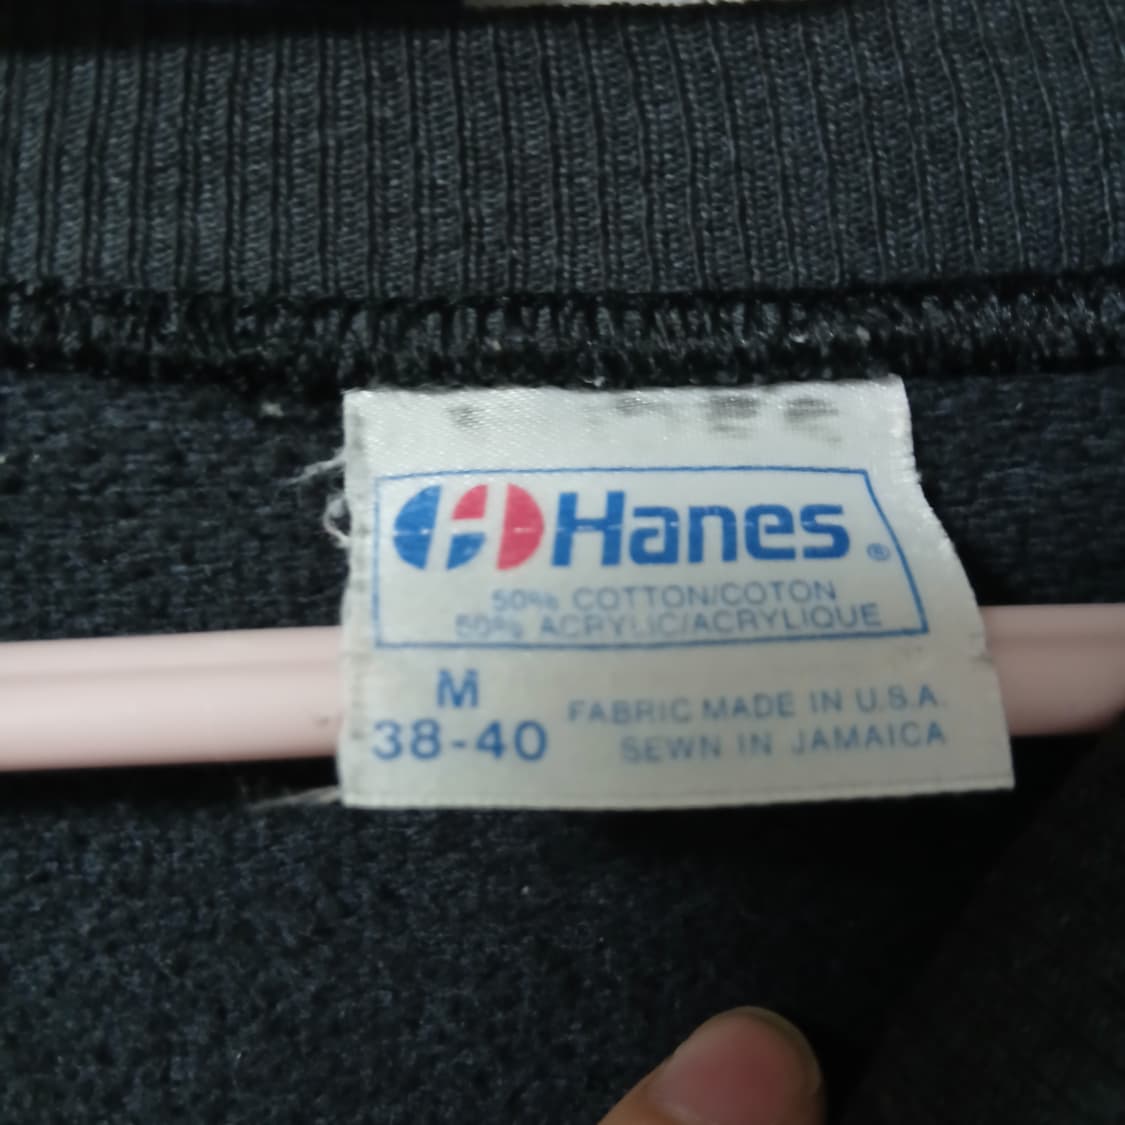 Hanes ®
50% COTTON/COTON
50% ACRYLIC/ACRYLIQUE
M
38-40
FABRIC MADE IN U.S.A.
SEWN IN JAMAICA